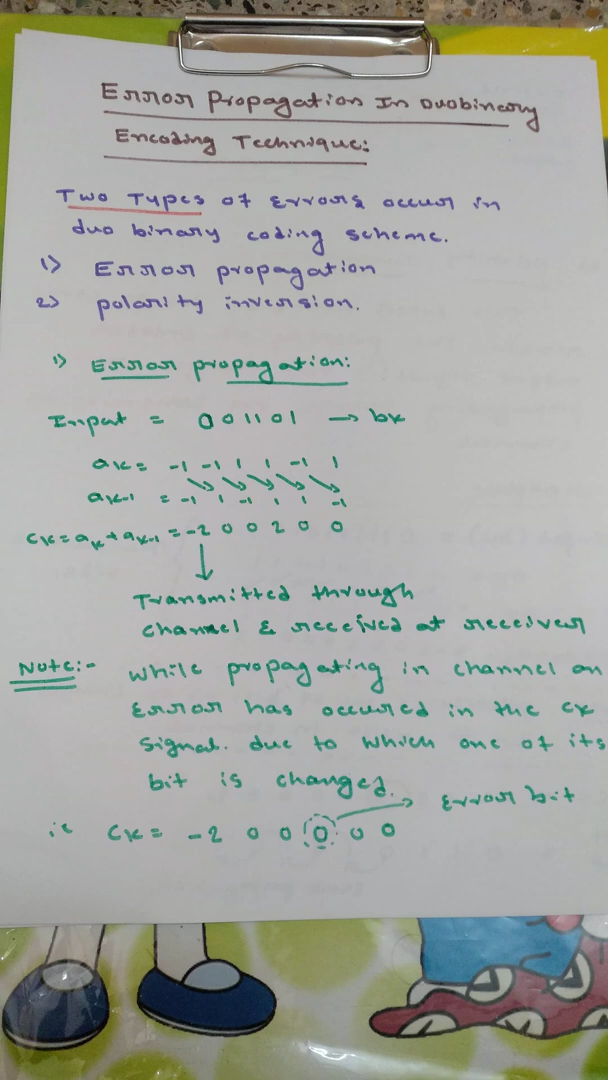 Error Propagation In Duobinary
Encoding Technique:
Two Types of Errors occur in
duo binary coding scheme.
1) Error propagation
2) polarity inversion.
1) Error propagation:
Input = 001101 → bk
ak = -1 -1 1 1 -1 1
ak-1 = -1 1 -1 1 1 -1
Ck = ak + ak-1 = -2 0 0 2 0 0
Transmitted through
channel & received at receiver
Note:- While propagating in channel an
Error has occured in the Ck
Signal. due to which one of its
bit is changed.
Error bit
ie Ck = -2 0 0 0 0 0